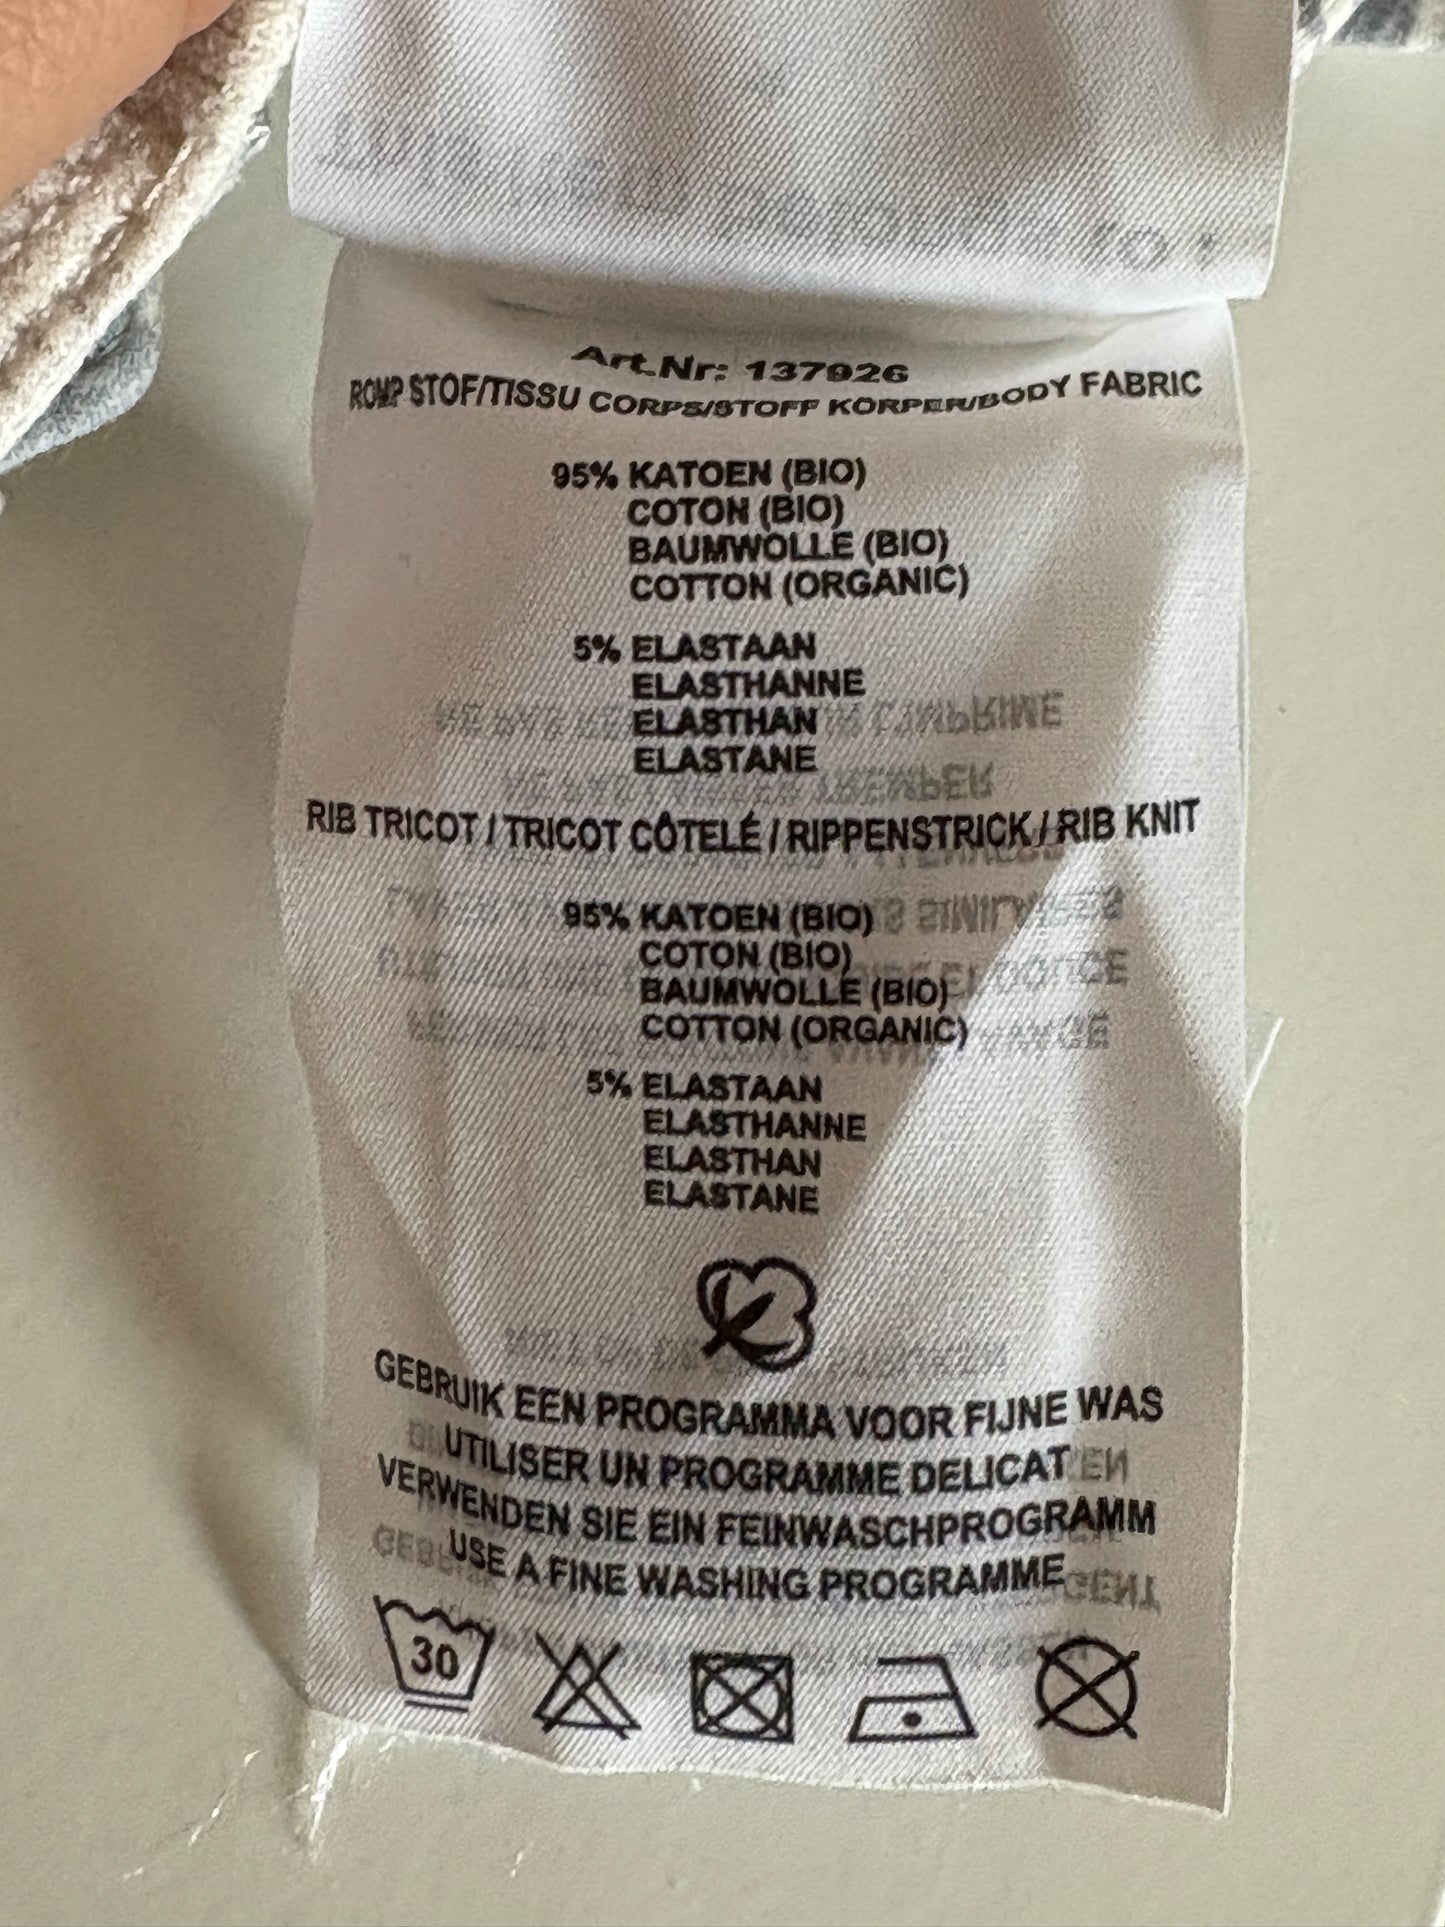 Art.Nr: 137926
ROMP STOF/TISSU CORPS/STOFF KÖRPER/BODY FABRIC
95% KATOEN (BIO)
COTON (BIO)
BAUMWOLLE (BIO)
COTTON (ORGANIC)
5% ELASTAAN
ELASTHANNE
ELASTHAN
ELASTANE
RIB TRICOT / TRICOT CÔTELÉ / RIPPENSTRICK / RIB KNIT
95% KATOEN (BIO)
COTON (BIO)
BAUMWOLLE (BIO)
COTTON (ORGANIC)
5% ELASTAAN
ELASTHANNE
ELASTHAN
ELASTANE
GEBRUIK EEN PROGRAMMA VOOR FIJNE WAS
UTILISER UN PROGRAMME DELICAT
VERWENDEN SIE EIN FEINWASCHPROGRAMM
USE A FINE WASHING PROGRAMME
30